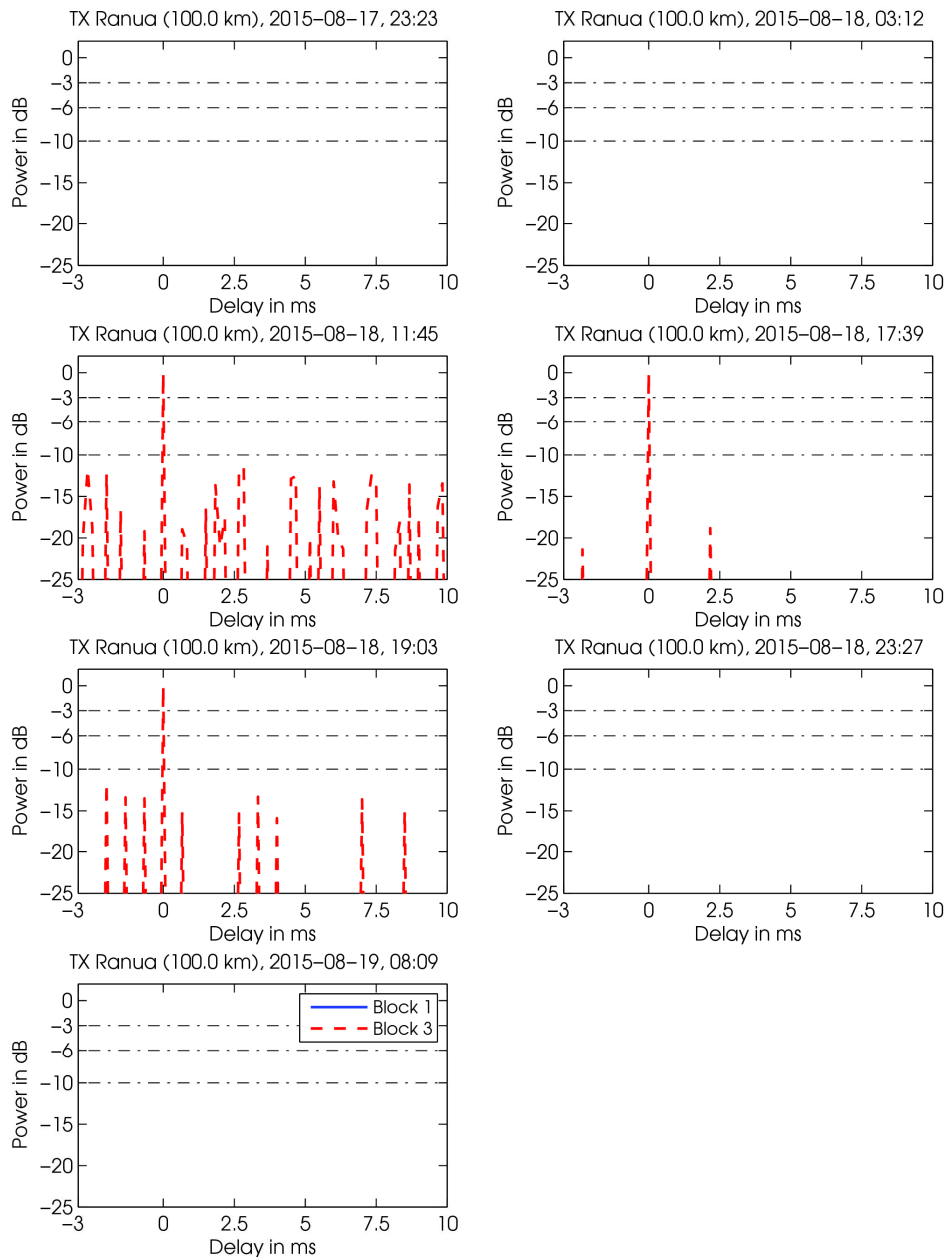 TX Ranua (100.0 km), 2015–08–17, 23:23
Power in dB
0
–3
–6
–10
–15
–20
–25
–3 0 2.5 5 7.5 10
Delay in ms
TX Ranua (100.0 km), 2015–08–18, 03:12
Power in dB
0
–3
–6
–10
–15
–20
–25
–3 0 2.5 5 7.5 10
Delay in ms
TX Ranua (100.0 km), 2015–08–18, 11:45
Power in dB
0
–3
–6
–10
–15
–20
–25
–3 0 2.5 5 7.5 10
Delay in ms
TX Ranua (100.0 km), 2015–08–18, 17:39
Power in dB
0
–3
–6
–10
–15
–20
–25
–3 0 2.5 5 7.5 10
Delay in ms
TX Ranua (100.0 km), 2015–08–18, 19:03
Power in dB
0
–3
–6
–10
–15
–20
–25
–3 0 2.5 5 7.5 10
Delay in ms
TX Ranua (100.0 km), 2015–08–18, 23:27
Power in dB
0
–3
–6
–10
–15
–20
–25
–3 0 2.5 5 7.5 10
Delay in ms
TX Ranua (100.0 km), 2015–08–19, 08:09
Block 1
Block 3
Power in dB
0
–3
–6
–10
–15
–20
–25
–3 0 2.5 5 7.5 10
Delay in ms